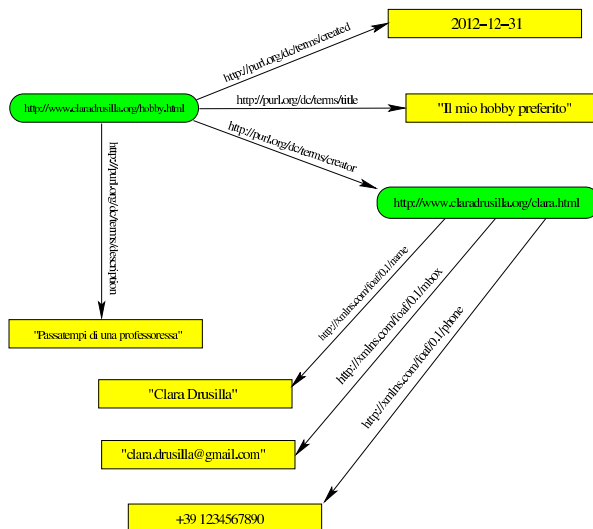 2012-12-31
http://purl.org/dc/terms/created
http://purl.org/dc/terms/title
http://www.claradrusilla.org/hobby.html
"Il mio hobby preferito"
http://purl.org/dc/terms/creator
http://purl.org/dc/terms/description
http://www.claradrusilla.org/clara.html
http://xmlns.com/foaf/0.1/name
http://xmlns.com/foaf/0.1/mbox
http://xmlns.com/foaf/0.1/phone
"Passatempi di una professoressa"
"Clara Drusilla"
"clara.drusilla@gmail.com"
+39 1234567890